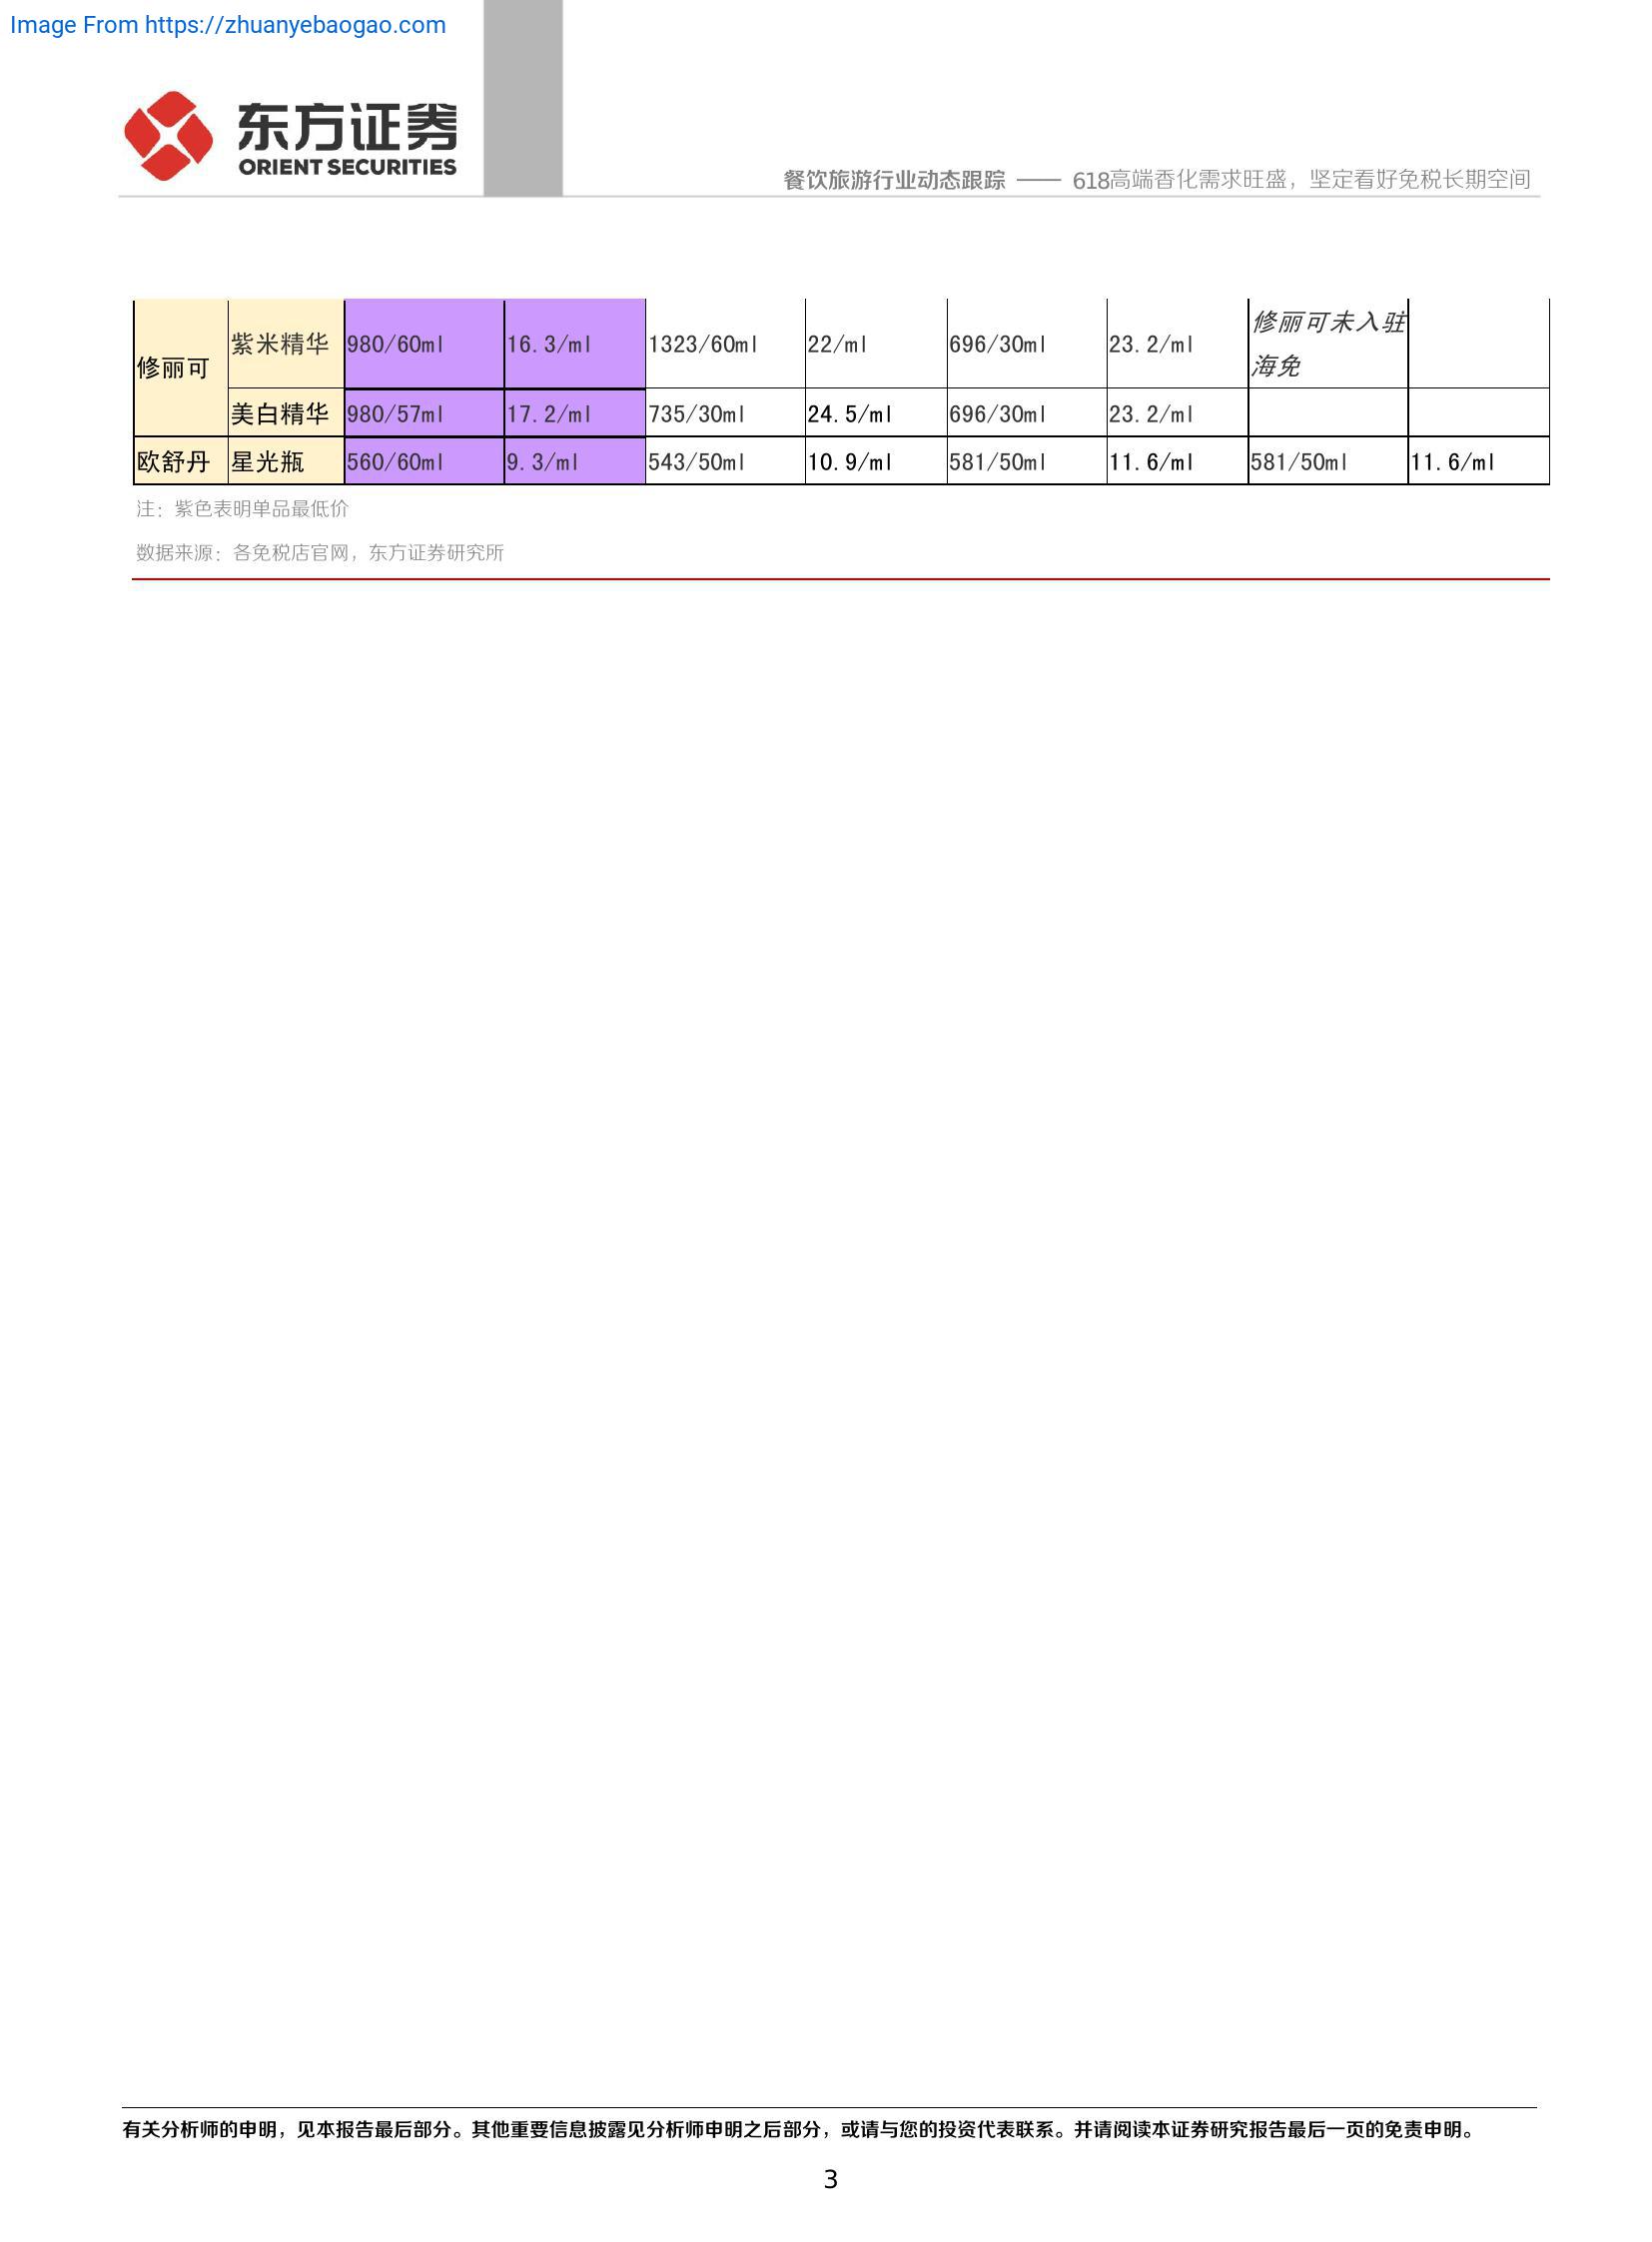 Image From https://zhuanyebaogao.com
东方证券
ORIENT SECURITIES
餐饮旅游行业动态跟踪 —— 618高端香化需求旺盛，坚定看好免税长期空间
修丽可 紫米精华 980/60ml 16.3/ml 1323/60ml 22/ml 696/30ml 23.2/ml 修丽可未入驻
海免
美白精华 980/57ml 17.2/ml 735/30ml 24.5/ml 696/30ml 23.2/ml
欧舒丹 星光瓶 560/60ml 9.3/ml 543/50ml 10.9/ml 581/50ml 11.6/ml 581/50ml 11.6/ml
注：紫色表明单品最低价
数据来源：各免税店官网，东方证券研究所
有关分析师的申明，见本报告最后部分。其他重要信息披露见分析师申明之后部分，或请与您的投资代表联系。并请阅读本证券研究报告最后一页的免责申明。
3